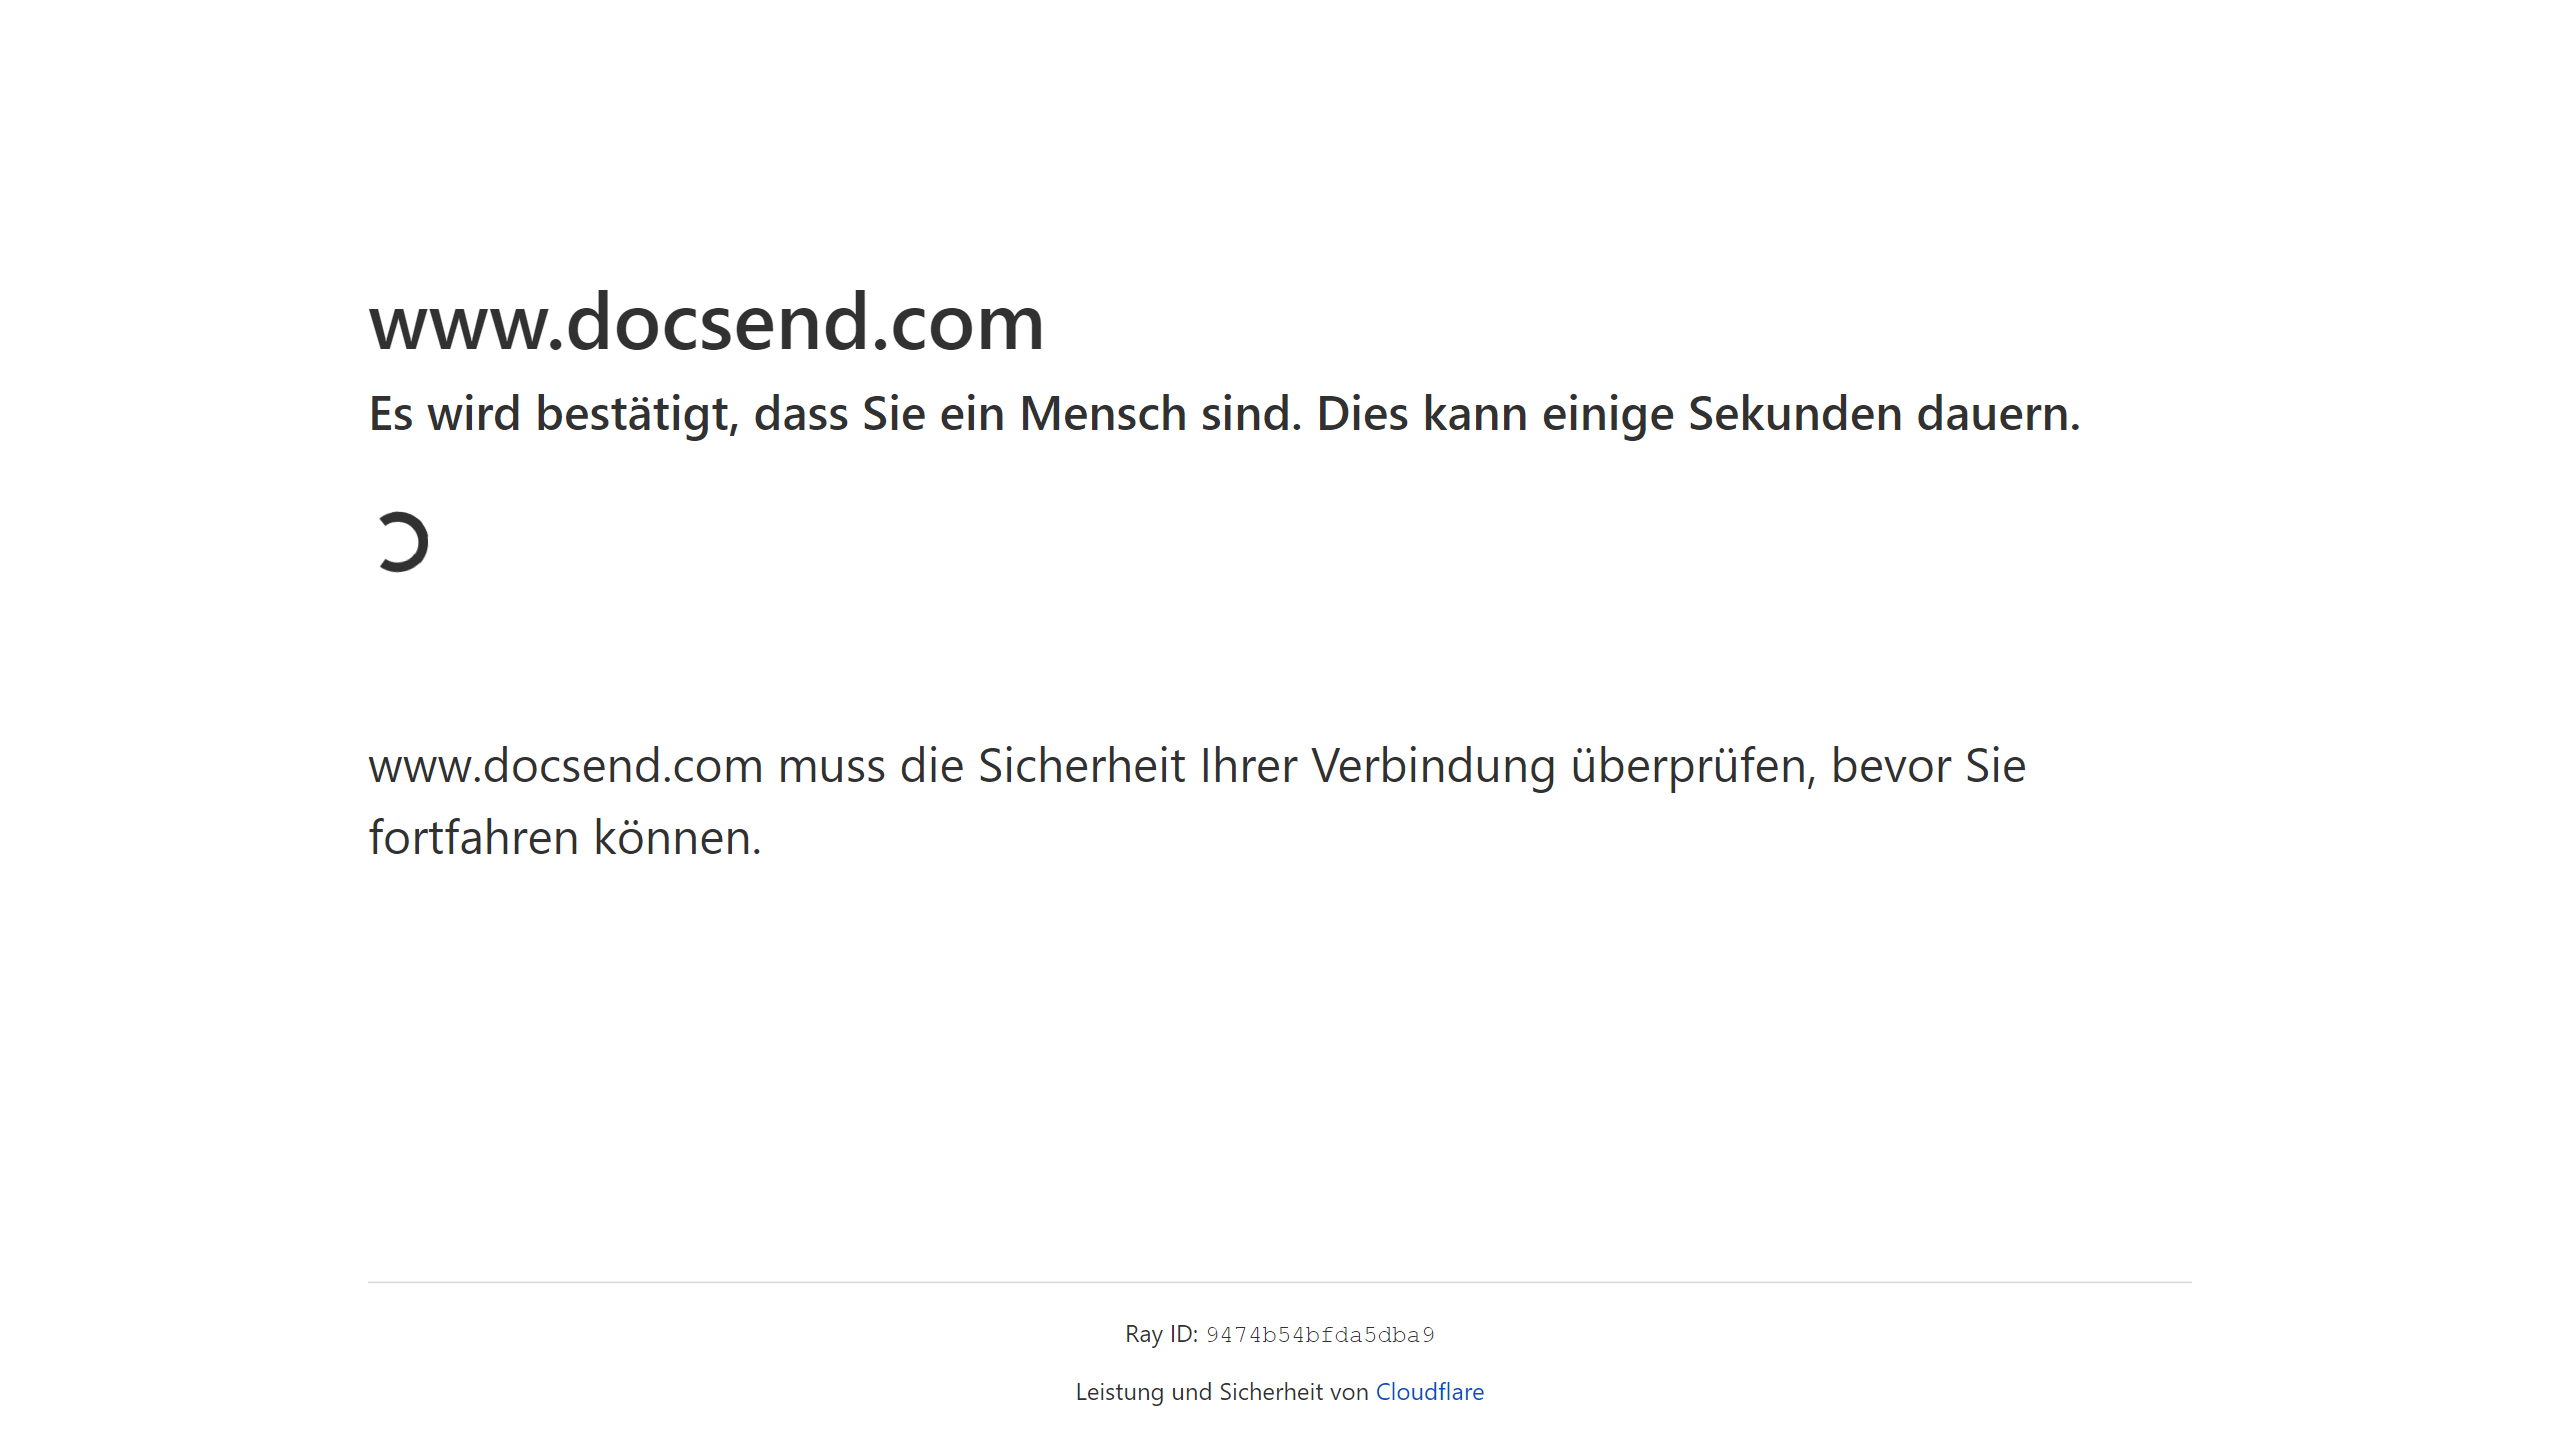 www.docsend.com
Es wird bestätigt, dass Sie ein Mensch sind. Dies kann einige Sekunden dauern.
www.docsend.com muss die Sicherheit Ihrer Verbindung überprüfen, bevor Sie
fortfahren können.
Ray ID: 9474b54bfda5dba9
Leistung und Sicherheit von Cloudflare